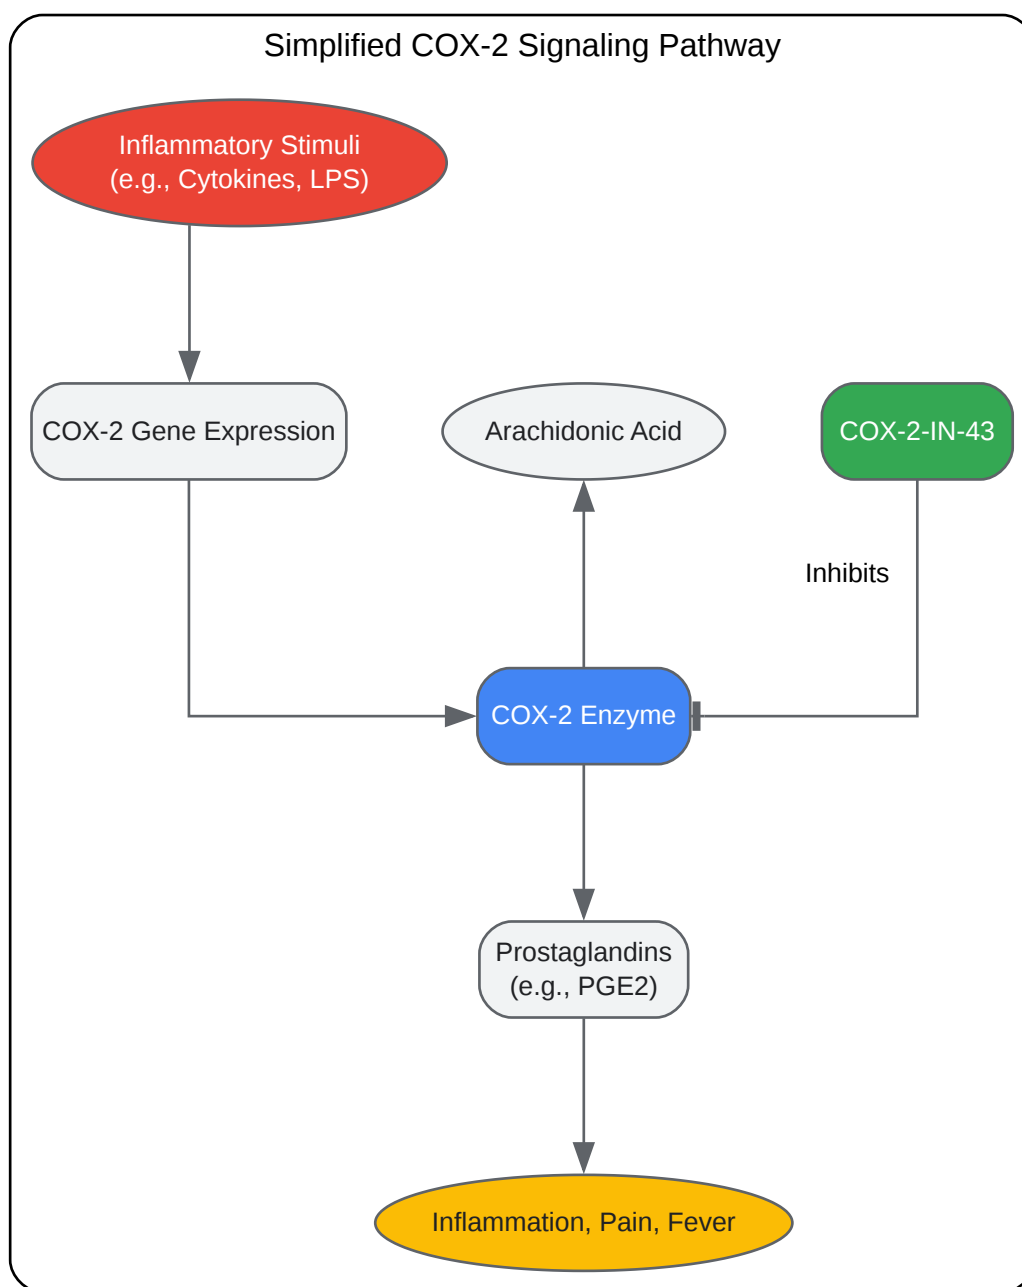 Simplified COX-2 Signaling Pathway
Inflammatory Stimuli
(e.g., Cytokines, LPS)
COX-2 Gene Expression
Arachidonic Acid
COX-2-IN-43
Inhibits
COX-2 Enzyme
Prostaglandins
(e.g., PGE2)
Inflammation, Pain, Fever